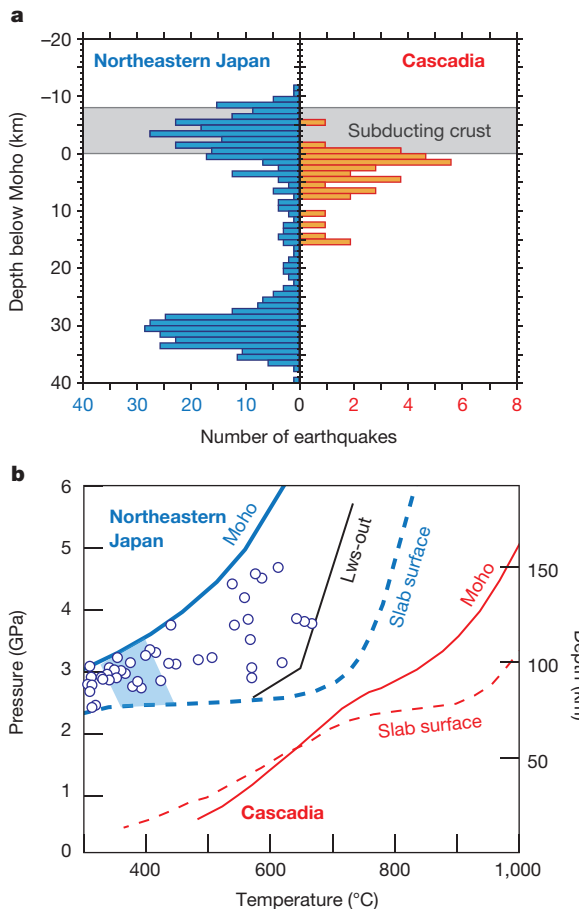 a
Northeastern Japan
Cascadia
Subducting crust
Depth below Moho (km)
–20
–10
0
10
20
30
40
40 30 20 10 0 2 4 6 8
Number of earthquakes
b
Northeastern
Japan
Moho
Lws-out
Slab surface
Moho
Slab surface
Cascadia
Pressure (GPa)
6
5
4
3
2
1
0
150
100
50
Depth (km)
400 600 800 1,000
Temperature (°C)